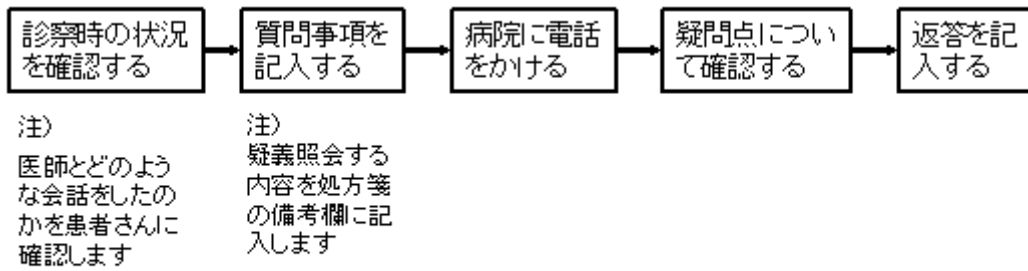 診察時の状況
を確認する
質問事項を
記入する
病院に電話
をかける
疑問点につい
て確認する
返答を記
入する
注)
医師とどのよう
な会話をしたの
かを患者さんに
確認します
注)
疑義照会する
内容を処方箋
の備考欄に記
入します